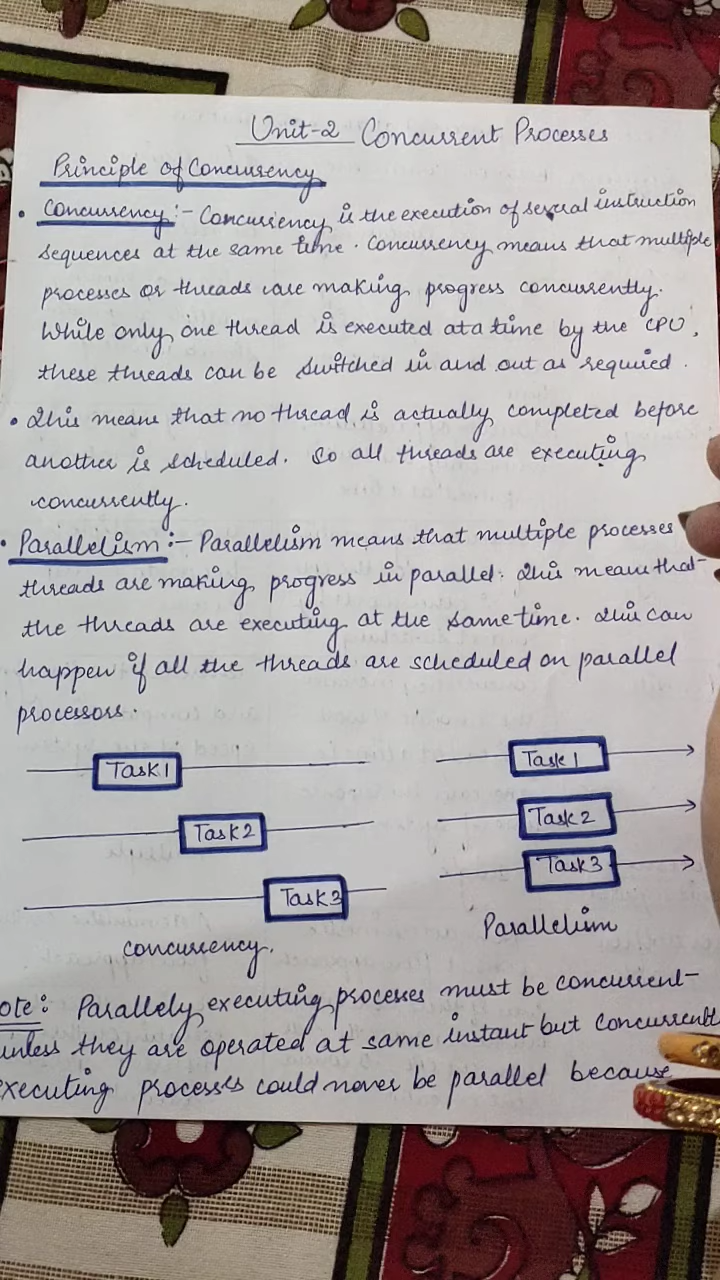 Unit-2 Concurrent Processes
Principle of Concurrency
• Concurrency :- Concurrency is the execution of several instruction
sequences at the same time. Concurrency means that multiple
processes or threads are making progress concurrently.
While only one thread is executed at a time by the CPU,
these threads can be switched in and out as required.
• This means that no thread is actually completed before
another is scheduled. So all threads are executing
concurrently.
• Parallelism :- Parallelism means that multiple processes
threads are making progress in parallel. This means that
the threads are executing at the same time. This can
happen if all the threads are scheduled on parallel
processors.
Task1 Task 1
Task2 Task 2
Task3 Task3
concurrency. Parallelism
ote: Parallely executing processes must be concurrent
unless they are operated at same instant but concurrent
xecuting processes could never be parallel because